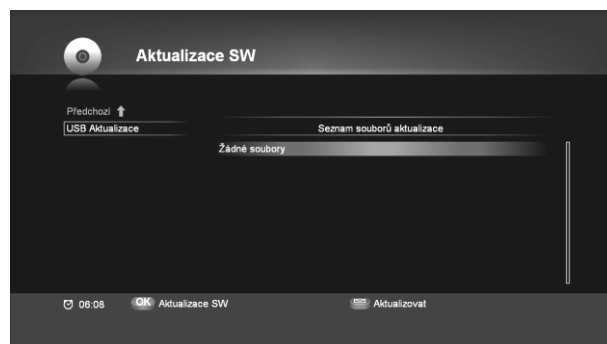 Aktualizace SW
Předchozí
USB Aktualizace
Seznam souborů aktualizace
Žádné soubory
06:08 OK Aktualizace SW Aktualizovat